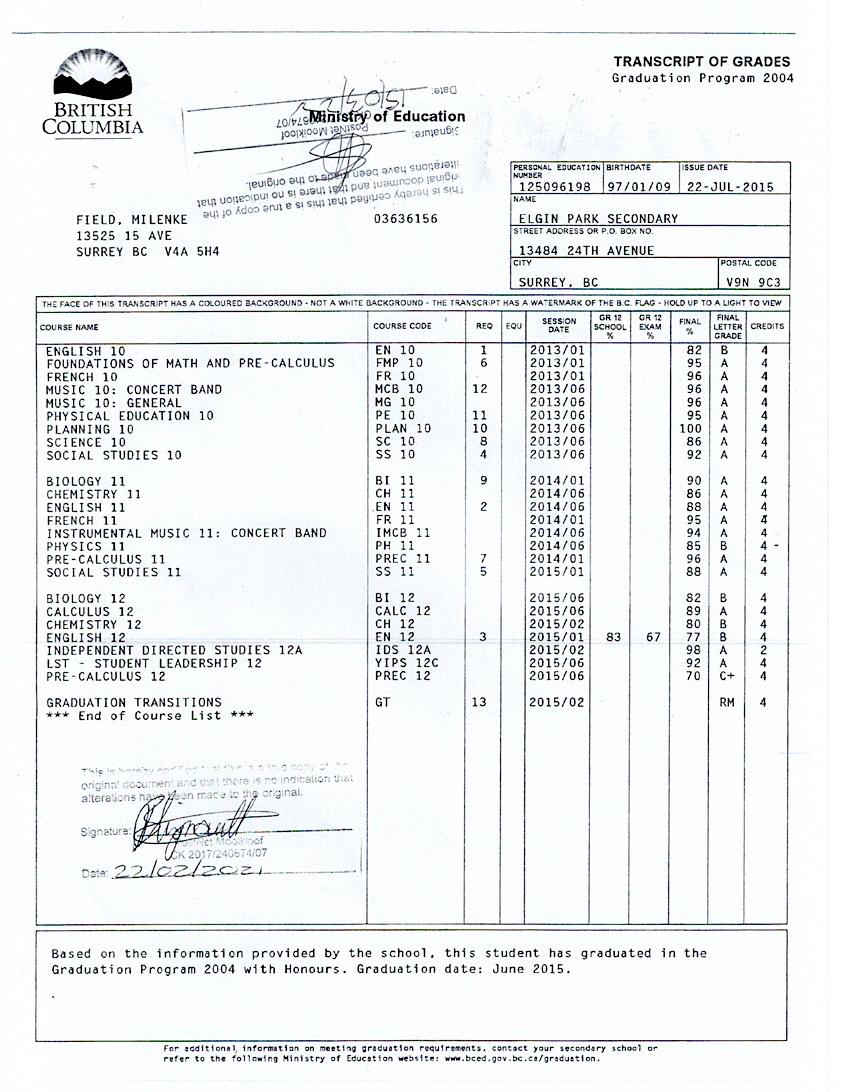 TRANSCRIPT OF GRADES
Graduation Program 2004
BRITISH
COLUMBIA
Ministry of Education
Date:
Signature:
This is hereby certified that this is a true copy of the
original document and that there is no indication that
alterations have been made to the original.
FIELD, MILENKE 03636156
13525 15 AVE
SURREY BC V4A 5H4
PERSONAL EDUCATION NUMBER BIRTHDATE ISSUE DATE
125096198 97/01/09 22-JUL-2015
NAME
ELGIN PARK SECONDARY
STREET ADDRESS OR P.O. BOX NO.
13484 24TH AVENUE
CITY POSTAL CODE
SURREY, BC V9N 9C3
THE FACE OF THIS TRANSCRIPT HAS A COLOURED BACKGROUND - NOT A WHITE BACKGROUND - THE TRANSCRIPT HAS A WATERMARK OF THE B.C. FLAG - HOLD UP TO A LIGHT TO VIEW
COURSE NAME COURSE CODE REQ EQU SESSION DATE GR 12 SCHOOL % GR 12 EXAM % FINAL % FINAL LETTER GRADE CREDITS
ENGLISH 10 EN 10 1 2013/01 82 B 4
FOUNDATIONS OF MATH AND PRE-CALCULUS FMP 10 6 2013/01 95 A 4
FRENCH 10 FR 10 2013/01 96 A 4
MUSIC 10: CONCERT BAND MCB 10 12 2013/06 96 A 4
MUSIC 10: GENERAL MG 10 2013/06 96 A 4
PHYSICAL EDUCATION 10 PE 10 11 2013/06 95 A 4
PLANNING 10 PLAN 10 10 2013/06 100 A 4
SCIENCE 10 SC 10 8 2013/06 86 A 4
SOCIAL STUDIES 10 SS 10 4 2013/06 92 A 4
BIOLOGY 11 BI 11 9 2014/01 90 A 4
CHEMISTRY 11 CH 11 2014/06 86 A 4
ENGLISH 11 EN 11 2 2014/06 88 A 4
FRENCH 11 FR 11 2014/01 95 A 4
INSTRUMENTAL MUSIC 11: CONCERT BAND IMCB 11 2014/06 94 A 4
PHYSICS 11 PH 11 2014/06 85 B 4
PRE-CALCULUS 11 PREC 11 7 2014/01 96 A 4
SOCIAL STUDIES 11 SS 11 5 2015/01 88 A 4
BIOLOGY 12 BI 12 2015/06 82 B 4
CALCULUS 12 CALC 12 2015/06 89 A 4
CHEMISTRY 12 CH 12 2015/06 80 B 4
ENGLISH 12 EN 12 3 2015/01 83 67 77 B 4
INDEPENDENT DIRECTED STUDIES 12A IDS 12A 2015/02 98 A 2
LST - STUDENT LEADERSHIP 12 YIPS 12C 2015/06 92 A 4
PRE-CALCULUS 12 PREC 12 2015/06 70 C+ 4
GRADUATION TRANSITIONS GT 13 2015/02 RM 4
*** End of Course List ***
This is hereby certified that this is a true copy of the
original document and that there is no indication that
alterations have been made to the original.
Signature:
CK 2017/240674/07
Date: 22/02/2021
Based on the information provided by the school, this student has graduated in the
Graduation Program 2004 with Honours. Graduation date: June 2015.
For additional information on meeting graduation requirements, contact your secondary school or
refer to the following Ministry of Education website: www.bced.gov.bc.ca/graduation.